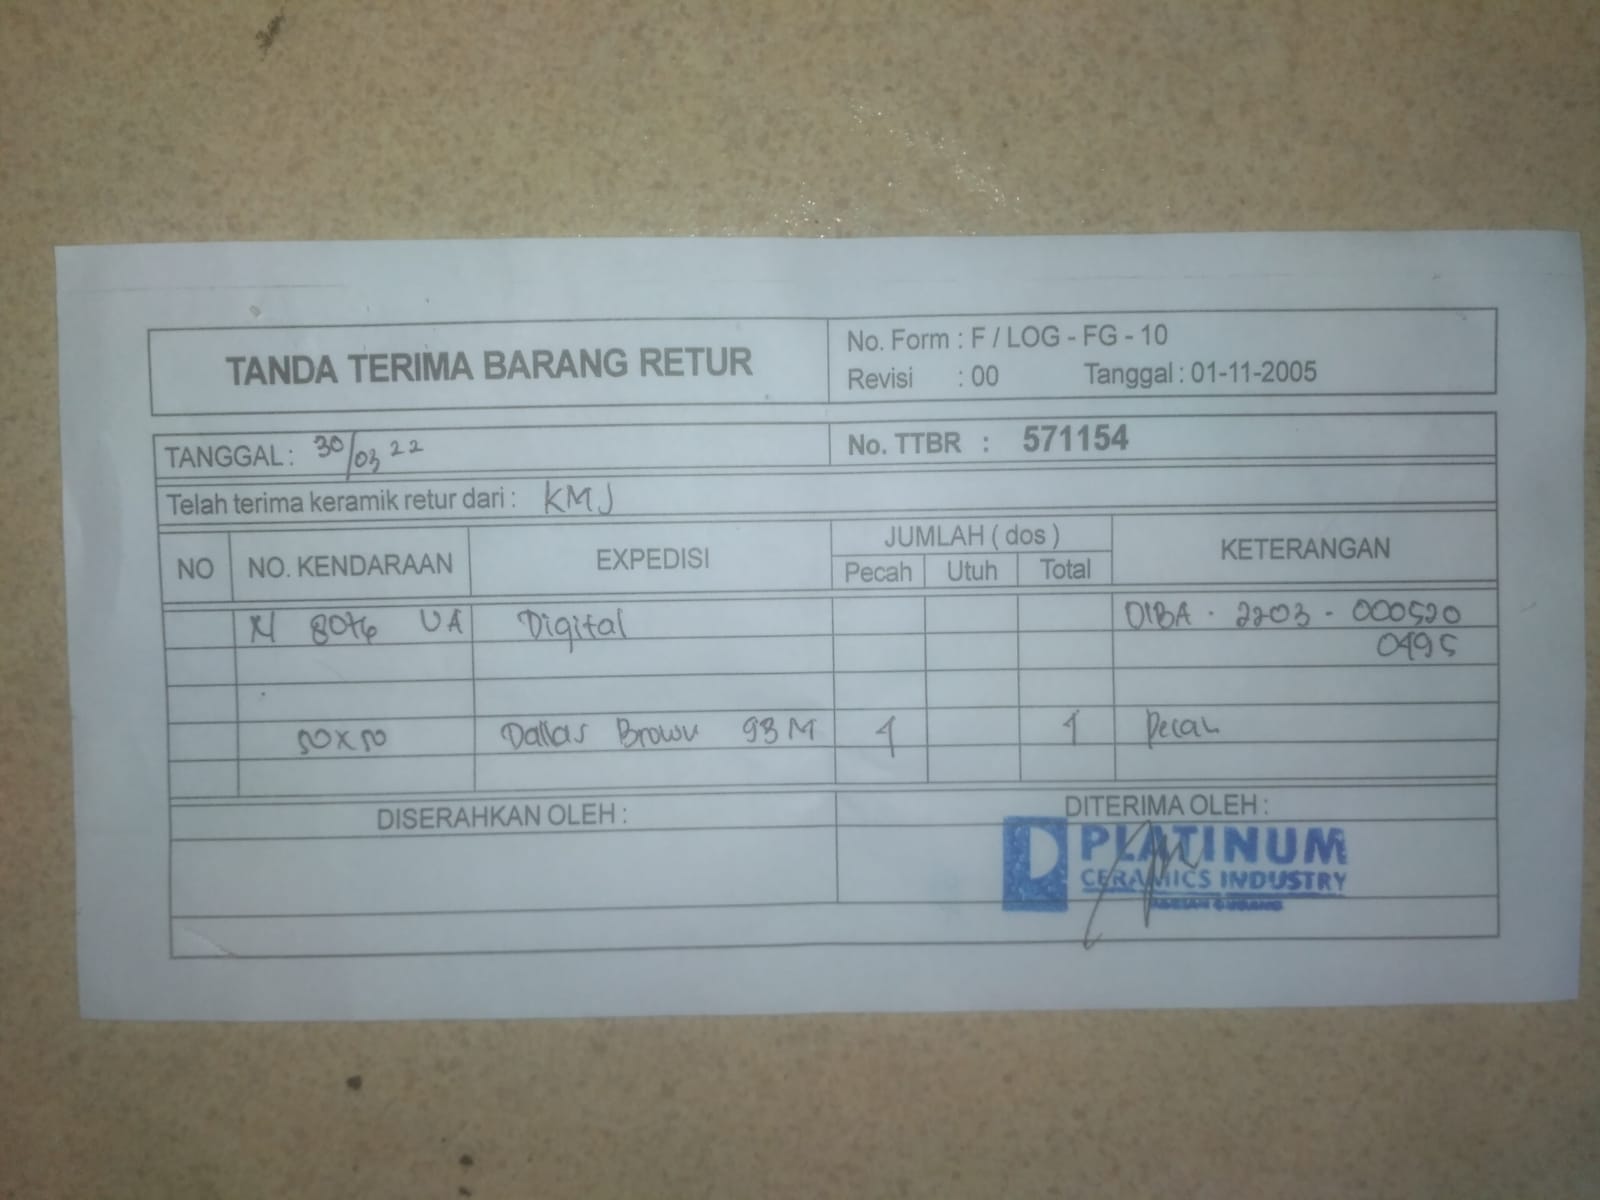 TANDA TERIMA BARANG RETUR
No. Form : F / LOG - FG - 10
Revisi : 00 Tanggal : 01-11-2005
TANGGAL : 30/03 22
No. TTBR : 571154
Telah terima keramik retur dari : KMJ
NO NO. KENDARAAN EXPEDISI JUMLAH ( dos ) KETERANGAN
Pecah Utuh Total
8076 UA Digital DIBA - 2203 - 000520
0495
50x50 Dallas Brown 93 M 1 1 Pecah
DISERAHKAN OLEH :
DITERIMA OLEH :
PLATINUM
CERAMICS INDUSTRY